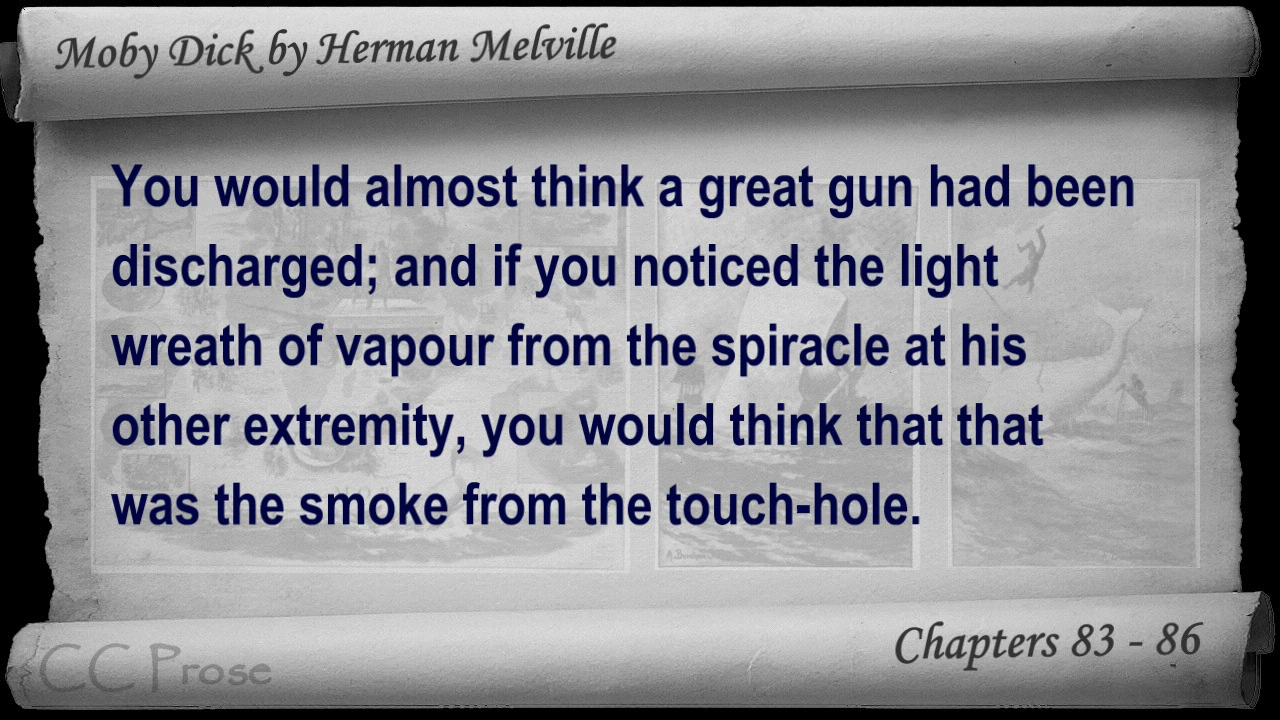 Moby Dick by Herman Melville
You would almost think a great gun had been
discharged; and if you noticed the light
wreath of vapour from the spiracle at his
other extremity, you would think that that
was the smoke from the touch-hole.
Chapters 83 - 86
CC Prose